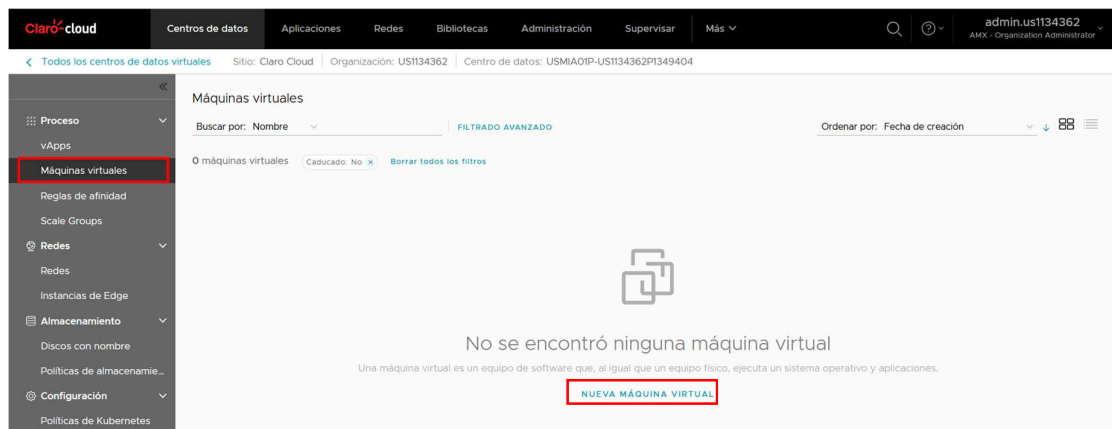 Claro cloud
Centros de datos Aplicaciones Redes Bibliotecas Administración Supervisar Más
admin.us1134362
AMX - Organization Administrator
Todos los centros de datos virtuales Sitio: Claro Cloud Organización: US1134362 Centro de datos: USMIA01P-US1134362P1349404
Proceso
vApps
Máquinas virtuales
Reglas de afinidad
Scale Groups
Redes
Redes
Instancias de Edge
Almacenamiento
Discos con nombre
Políticas de almacenamie...
Configuración
Políticas de Kubernetes
Máquinas virtuales
Buscar por: Nombre FILTRADO AVANZADO Ordenar por: Fecha de creación
0 máquinas virtuales Caducado: No Borrar todos los filtros
No se encontró ninguna máquina virtual
Una máquina virtual es un equipo de software que, al igual que un equipo físico, ejecuta un sistema operativo y aplicaciones.
NUEVA MÁQUINA VIRTUAL